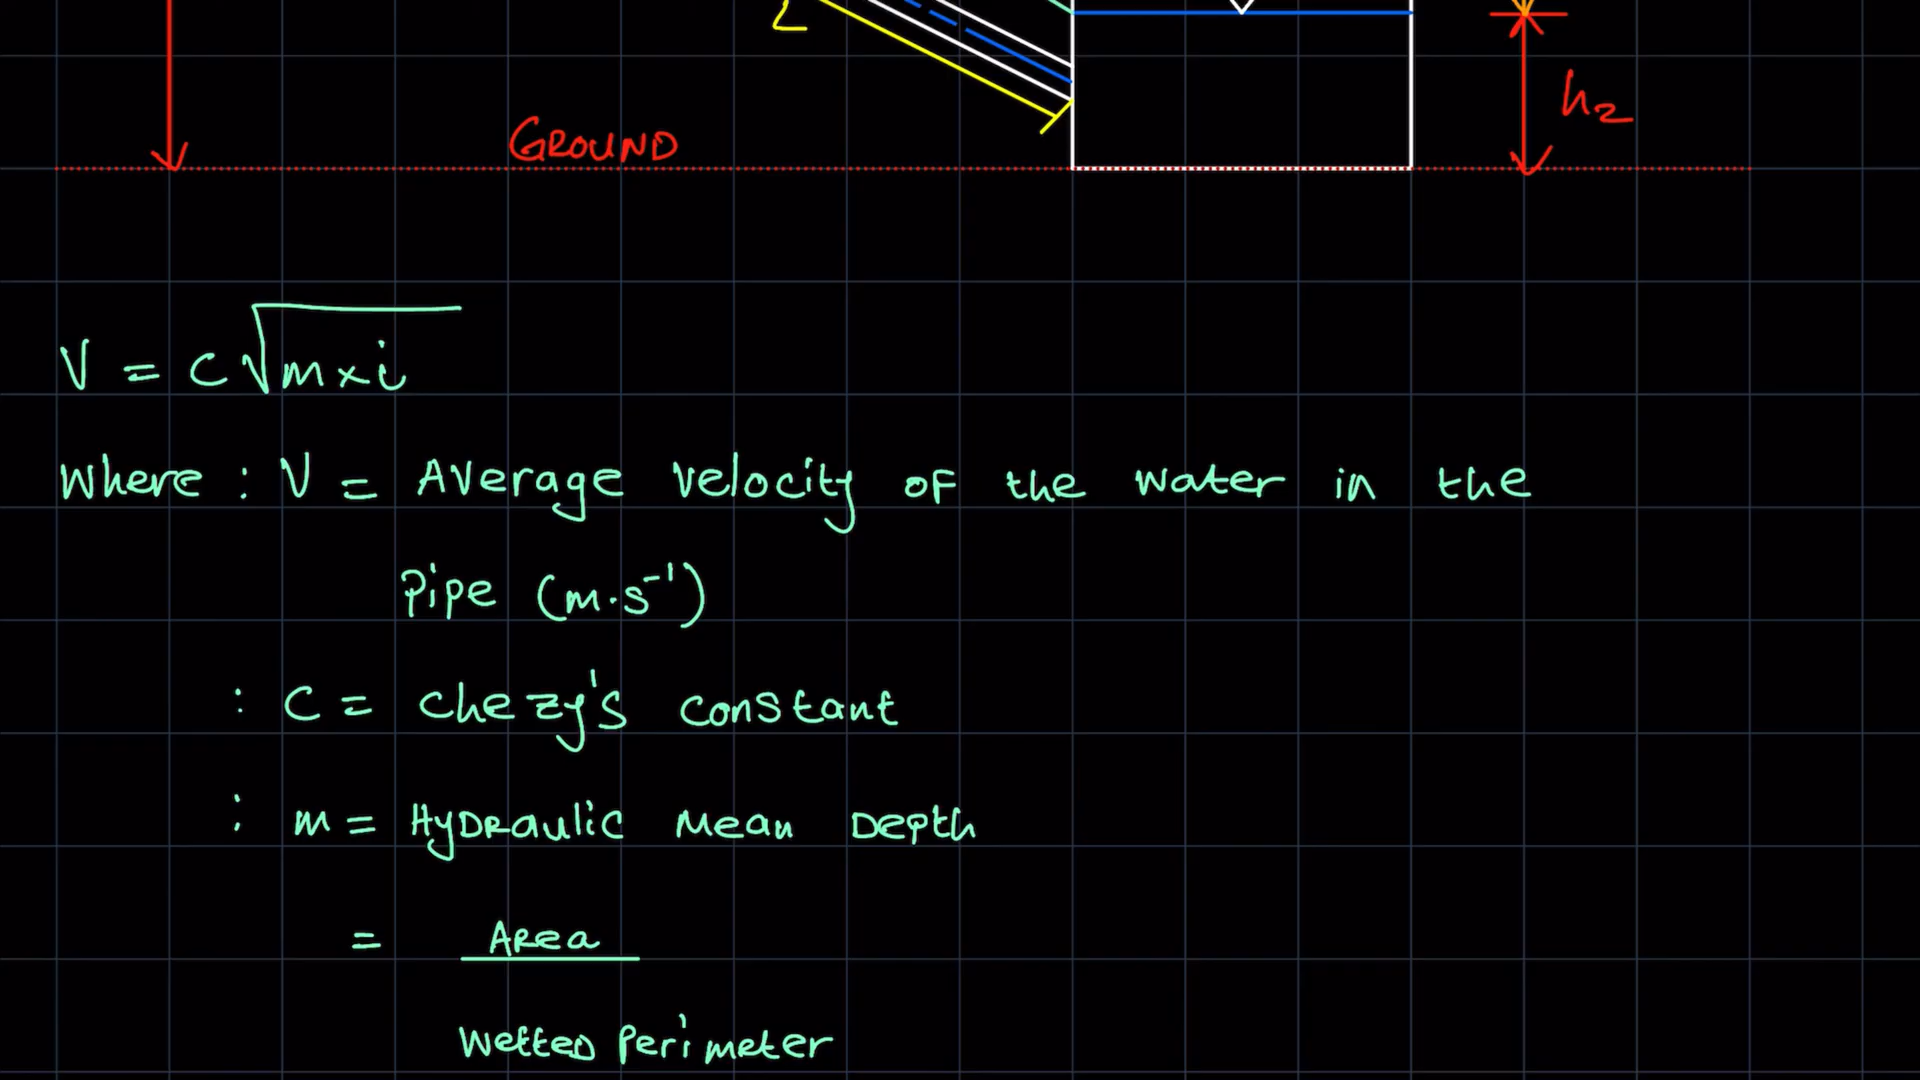 L
h₂
GROUND
V = C√m×i
Where : V = Average velocity of the water in the
Pipe (m.s⁻¹)
: C = Chezy's constant
: m = Hydraulic Mean Depth
= Area
Wetted Perimeter